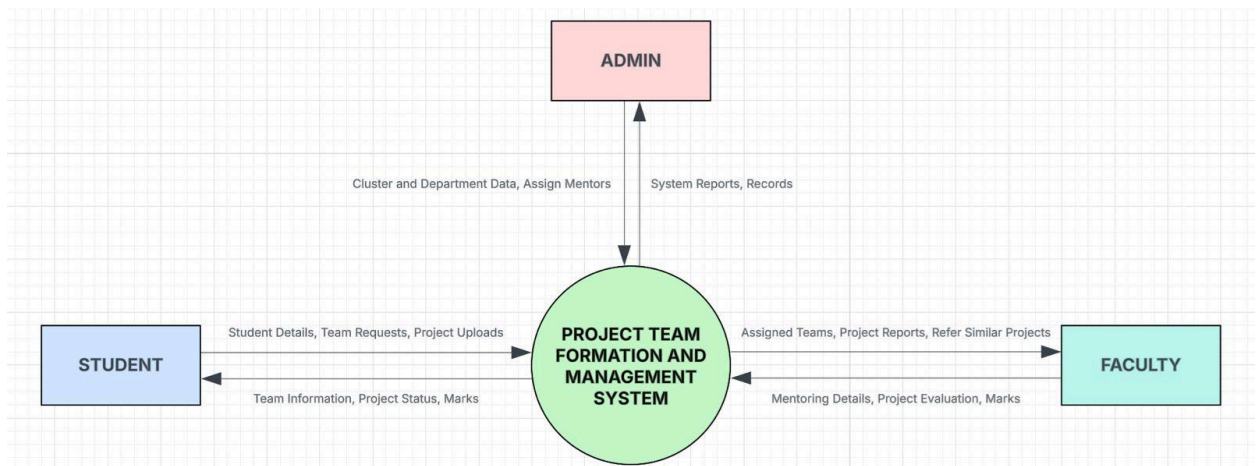 ADMIN
Cluster and Department Data, Assign Mentors
System Reports, Records
Student Details, Team Requests, Project Uploads
PROJECT TEAM
FORMATION AND
MANAGEMENT
SYSTEM
Assigned Teams, Project Reports, Refer Similar Projects
STUDENT
FACULTY
Team Information, Project Status, Marks
Mentoring Details, Project Evaluation, Marks